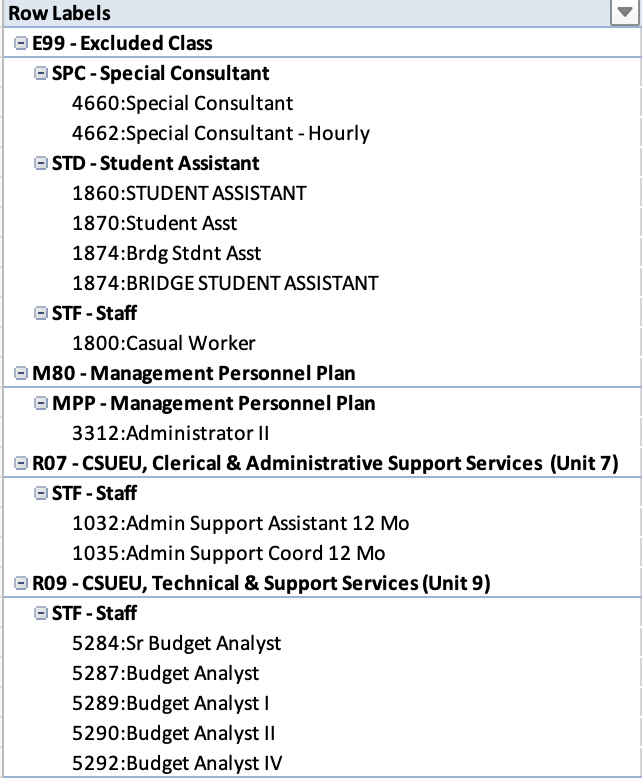 Row Labels
E99 - Excluded Class
SPC - Special Consultant
4660:Special Consultant
4662:Special Consultant - Hourly
STD - Student Assistant
1860:STUDENT ASSISTANT
1870:Student Asst
1874:Brdg Stdnt Asst
1874:BRIDGE STUDENT ASSISTANT
STF - Staff
1800:Casual Worker
M80 - Management Personnel Plan
MPP - Management Personnel Plan
3312:Administrator II
R07 - CSUEU, Clerical & Administrative Support Services (Unit 7)
STF - Staff
1032:Admin Support Assistant 12 Mo
1035:Admin Support Coord 12 Mo
R09 - CSUEU, Technical & Support Services (Unit 9)
STF - Staff
5284:Sr Budget Analyst
5287:Budget Analyst
5289:Budget Analyst I
5290:Budget Analyst II
5292:Budget Analyst IV